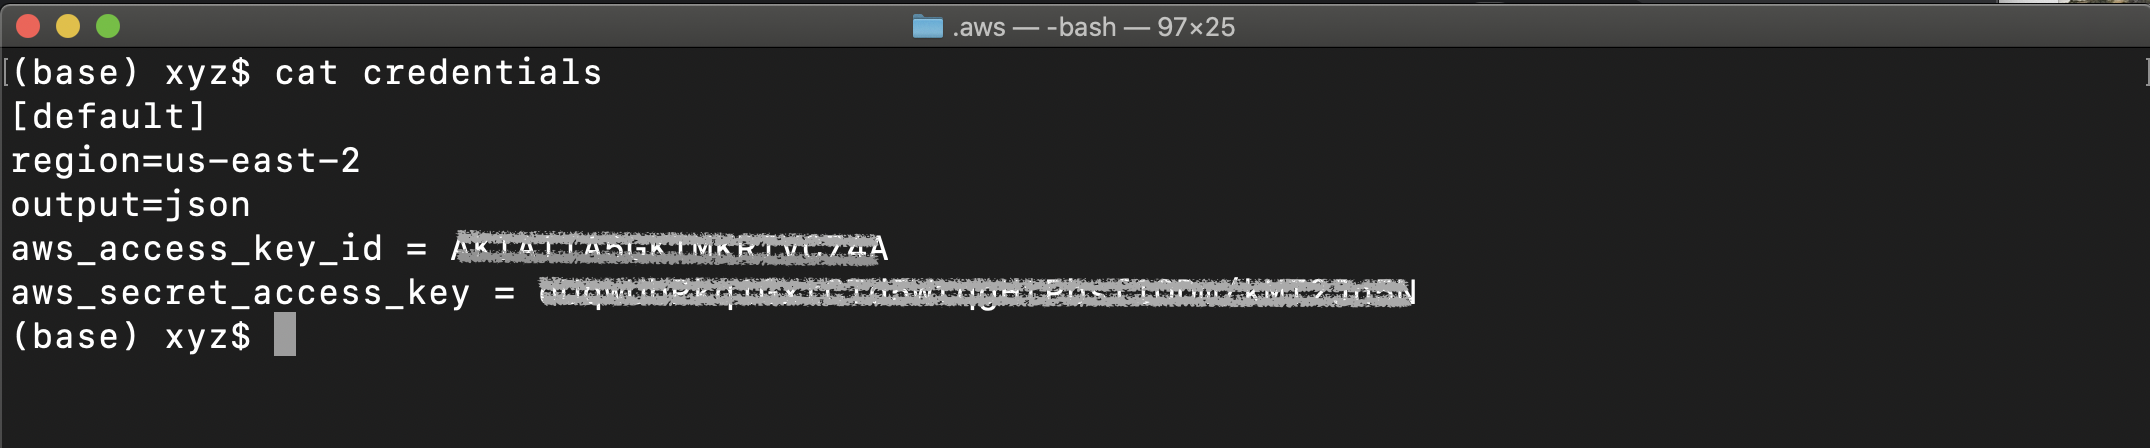 .aws — -bash — 97×25
(base) xyz$ cat credentials
[default]
region=us-east-2
output=json
aws_access_key_id =
aws_secret_access_key =
(base) xyz$